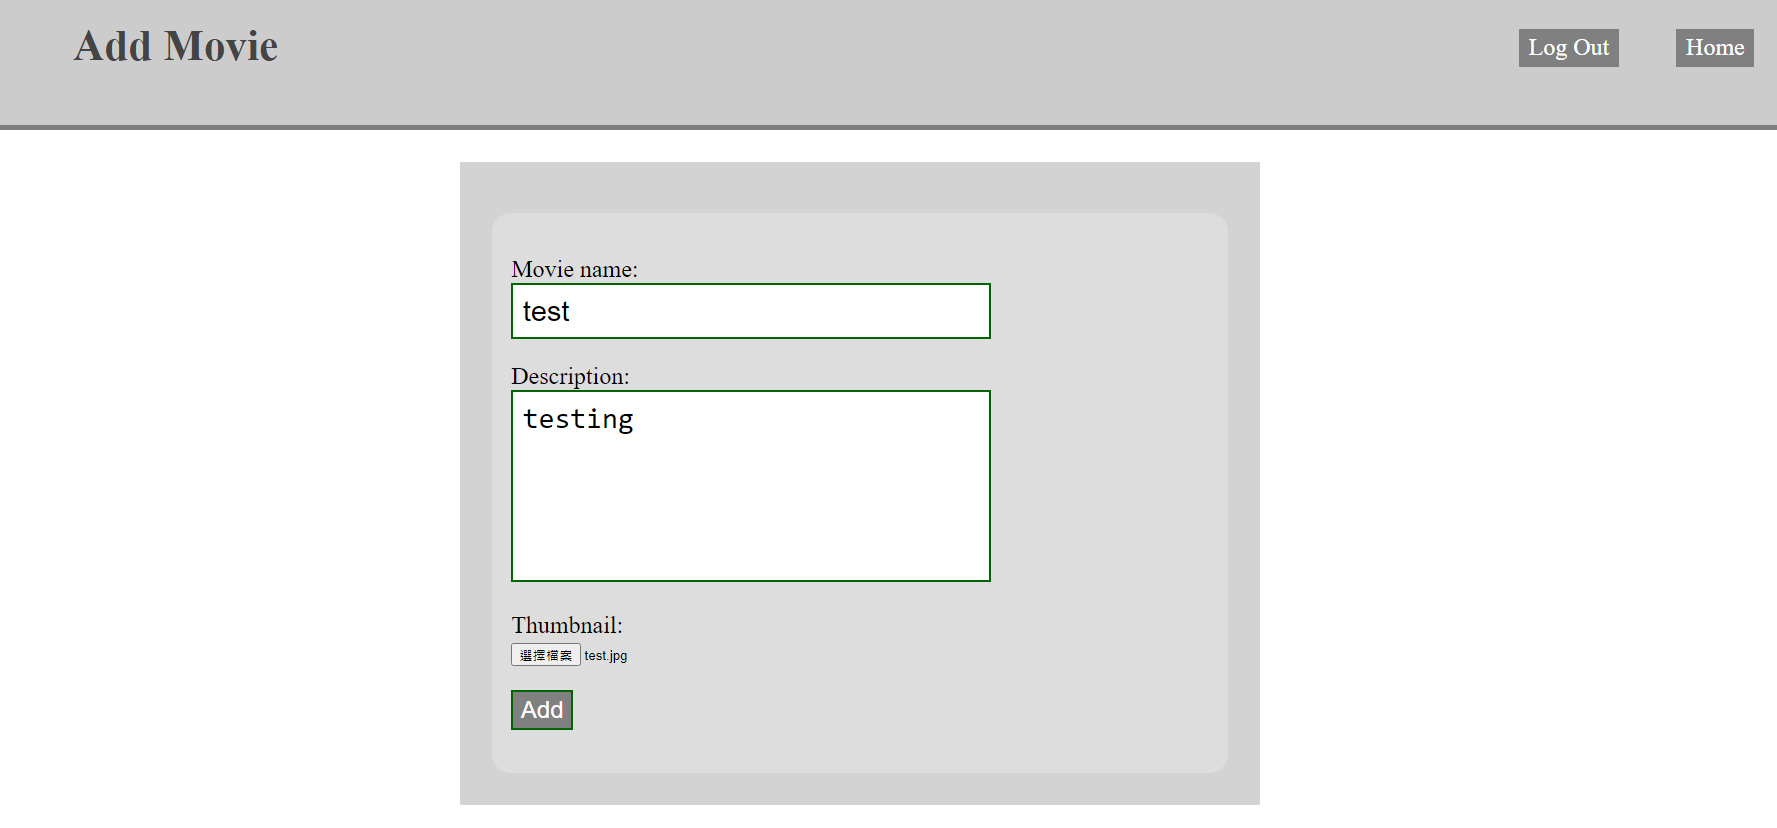 Add Movie
Log Out
Home
Movie name:
test
Description:
testing
Thumbnail:
選擇檔案 test.jpg
Add